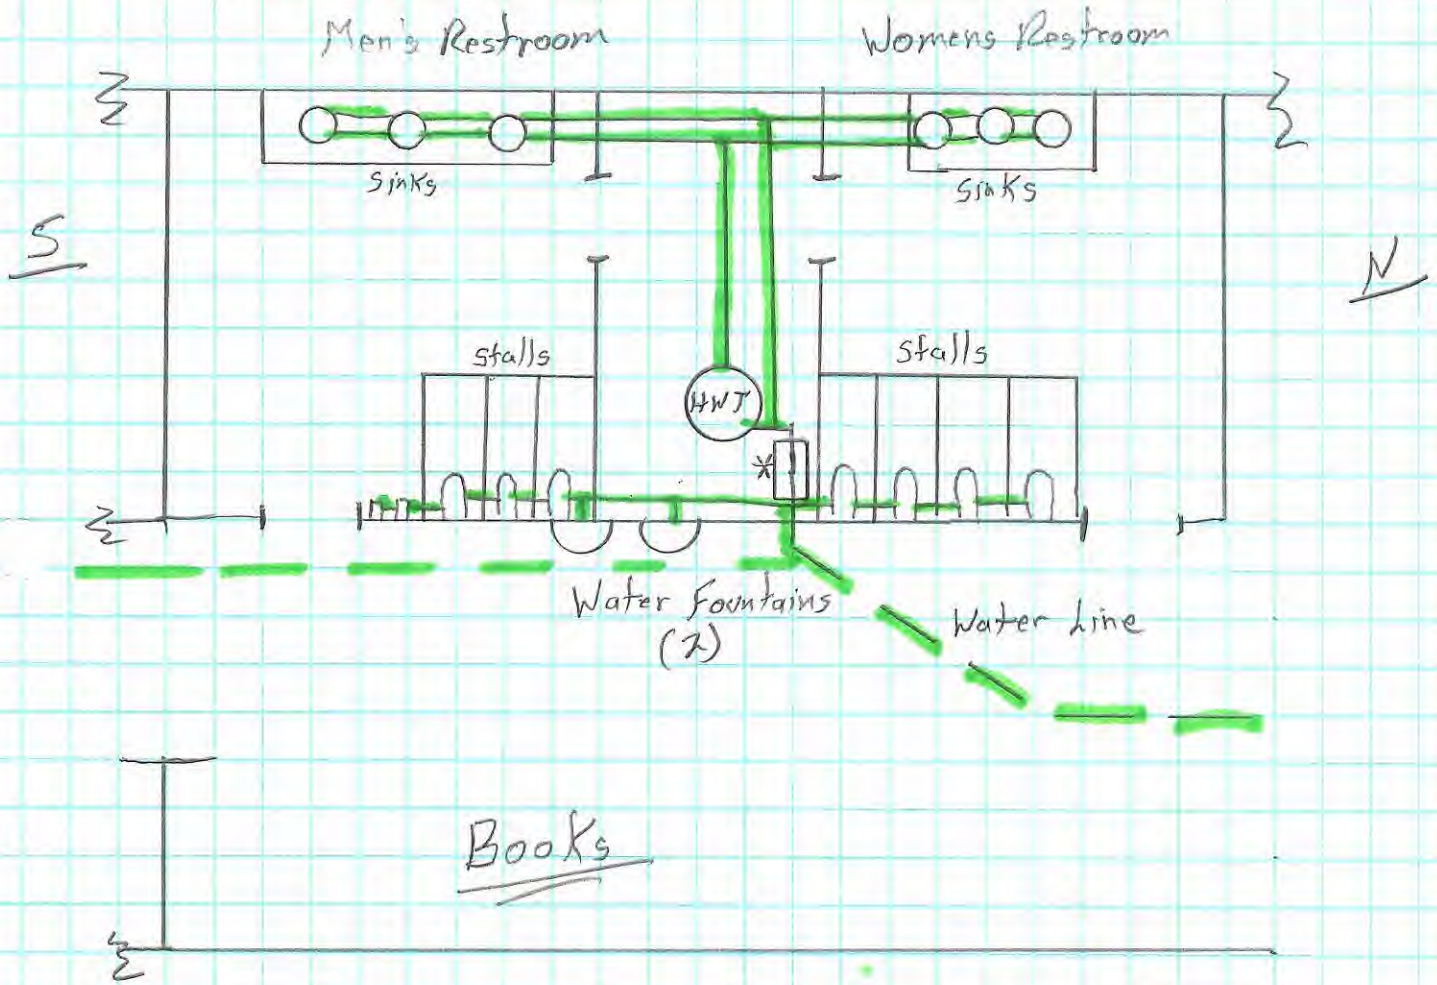 Men's Restroom
Womens Restroom
Sinks
Sinks
S
N
Stalls
Stalls
HWT
*
Water Fountains
(2)
Water Line
Books